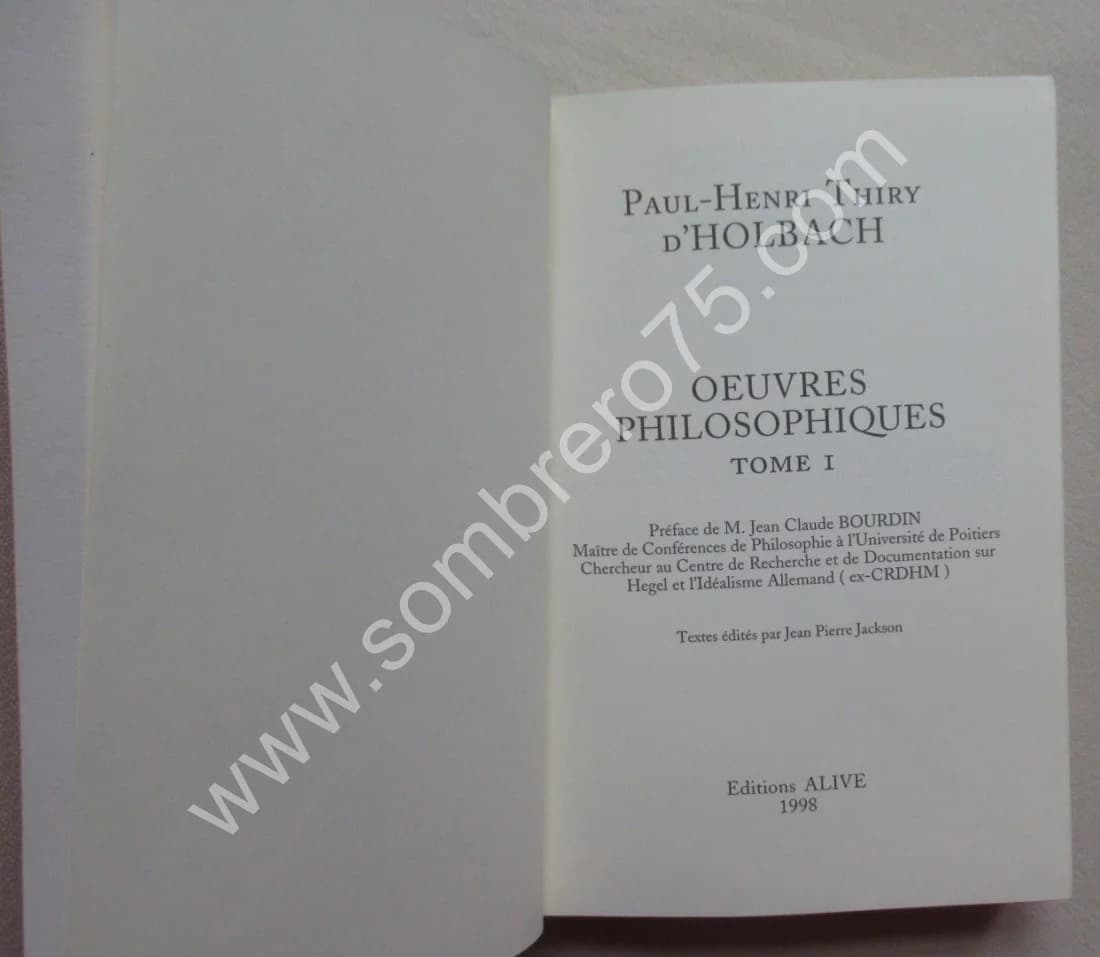 PAUL-HENRI THIRY
D'HOLBACH
OEUVRES
PHILOSOPHIQUES
TOME I
Préface de M. Jean Claude BOURDIN
Maître de Conférences de Philosophie à l'Université de Poitiers
Chercheur au Centre de Recherche et de Documentation sur
Hegel et l'Idéalisme Allemand ( ex-CRDHM )
Textes édités par Jean Pierre Jackson
Editions ALIVE
1998
www.sombrero75.com